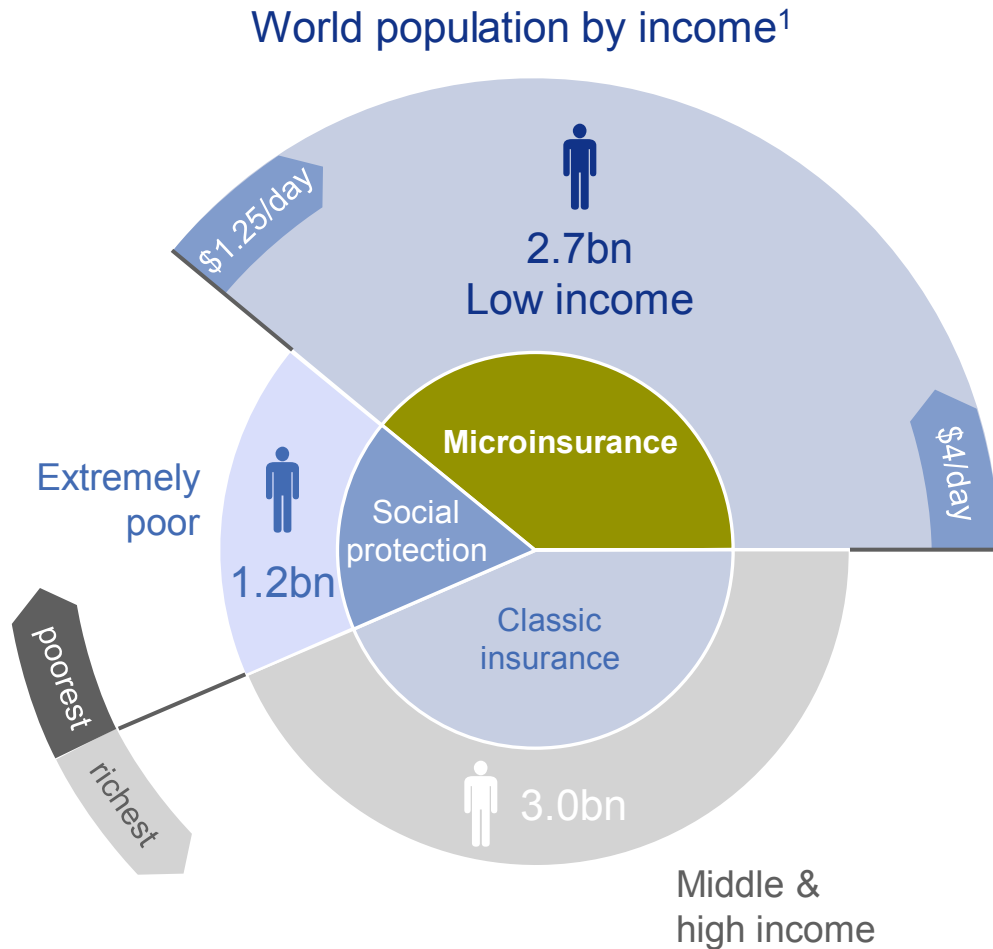 World population by income¹
$1.25/day
2.7bn
Low income
$4/day
Microinsurance
Extremely
poor
1.2bn
Social
protection
Classic
insurance
poorest
richest
3.0bn
Middle &
high income